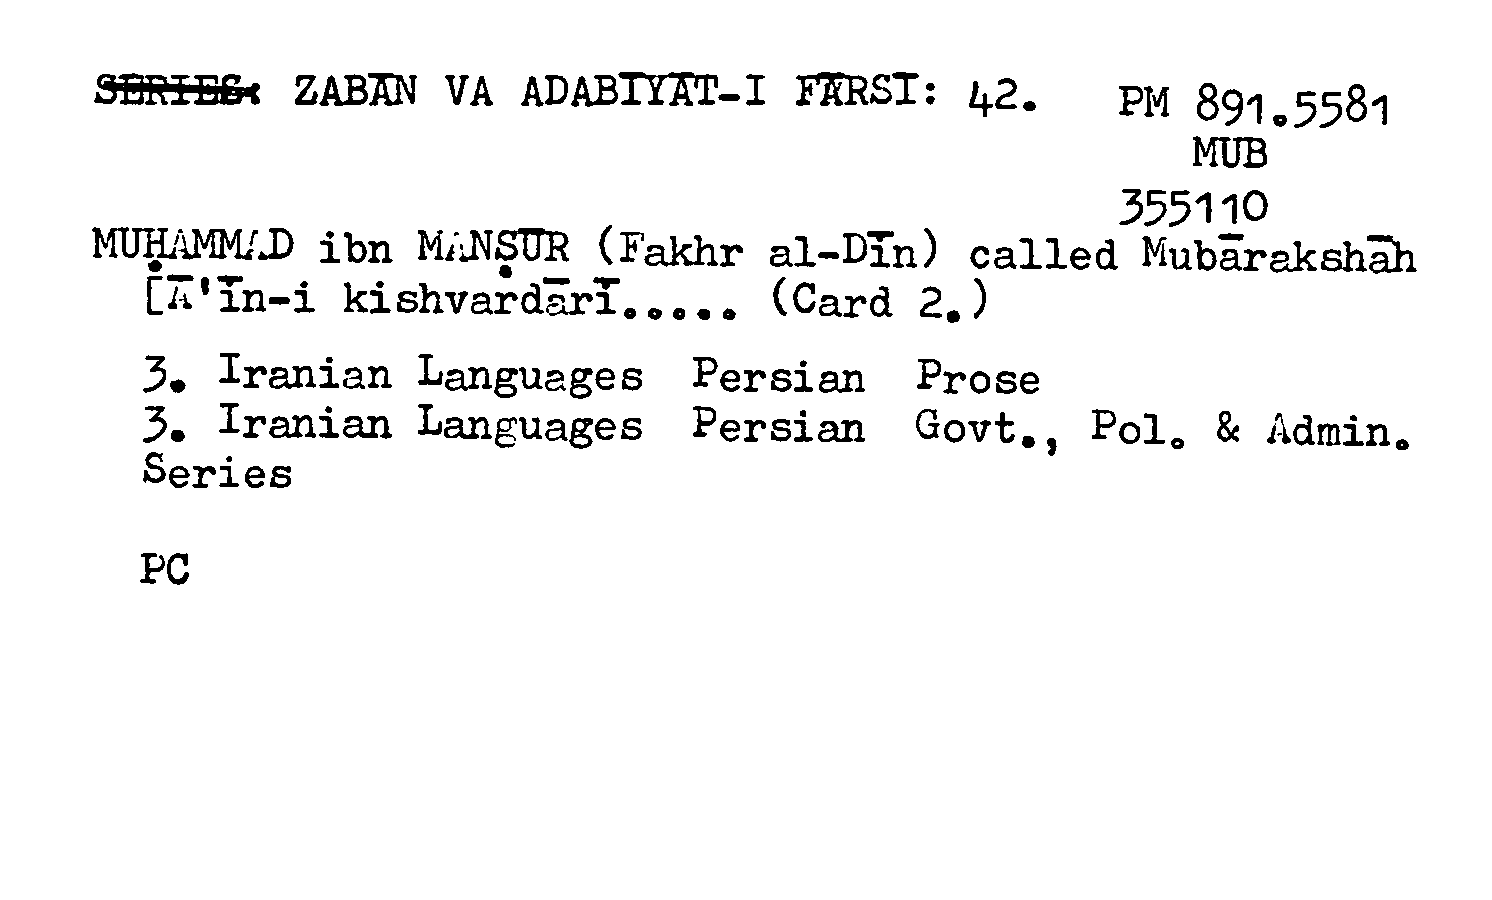 SERIES: ZABĀN VA ADABĪYĀT-I FĀRSĪ: 42.
PM 891.5581
MUB
355110
MUḤAMMAD ibn MANṢŪR (Fakhr al-Dīn) called Mubārakshāh
[Ā'īn-i kishvardārī..... (Card 2.)
3. Iranian Languages Persian Prose
3. Iranian Languages Persian Govt., Pol. & Admin.
Series
PC